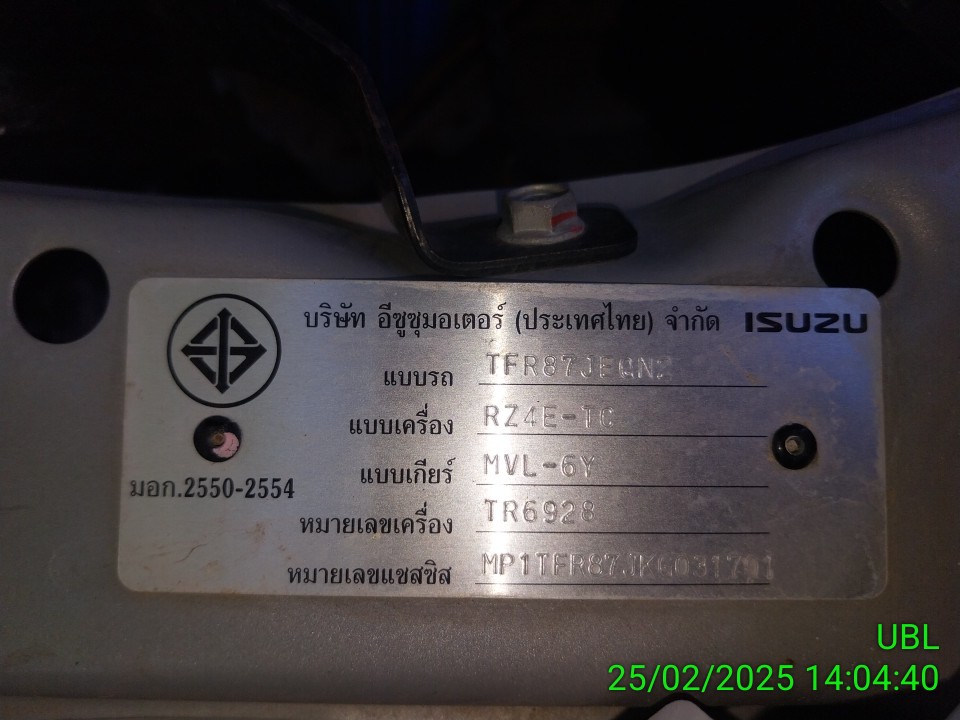 บริษัท อีซูซุมอเตอร์ (ประเทศไทย) จำกัด ISUZU
แบบรถ
แบบเครื่อง RZ4E-TC
แบบเกียร์ MVL-6Y
มอก.2550-2554
หมายเลขเครื่อง TR6928
หมายเลขแชสซิส
UBL
25/02/2025 14:04:40